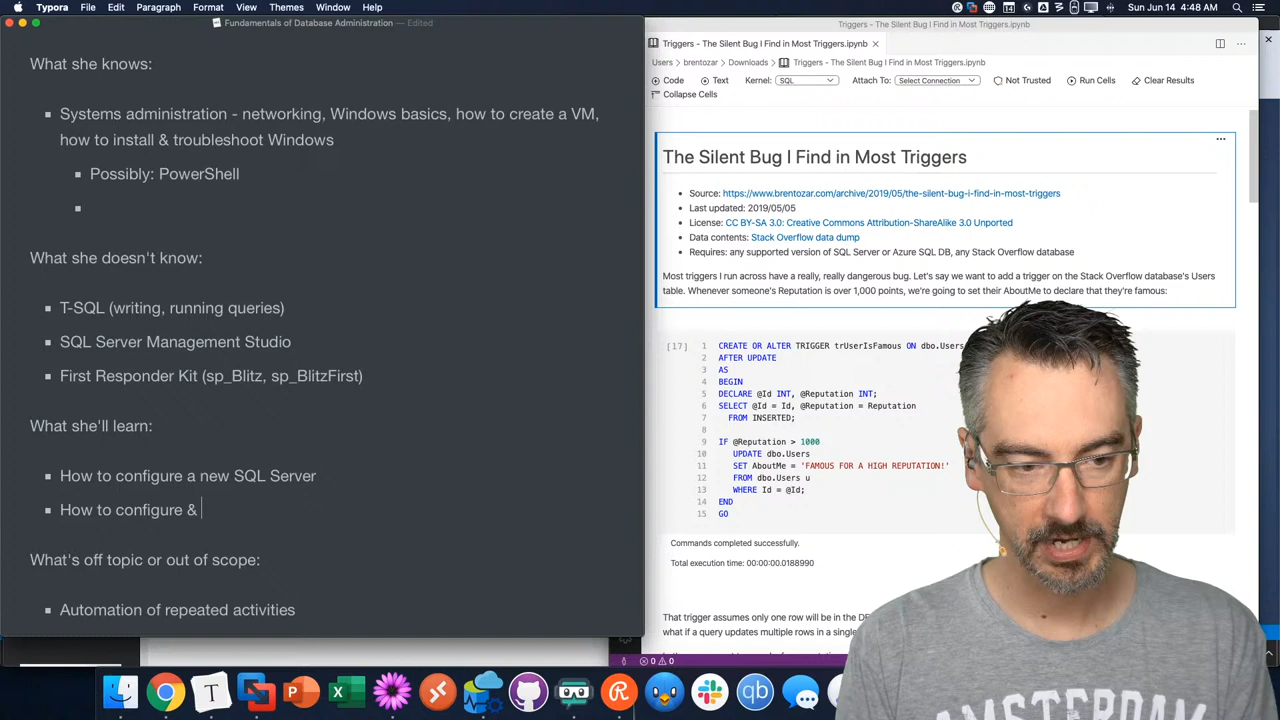 Typora File Edit Paragraph Format View Themes Window Help
Sun Jun 14 4:48 AM
Fundamentals of Database Administration — Edited
What she knows:
Systems administration - networking, Windows basics, how to create a VM,
how to install & troubleshoot Windows
Possibly: PowerShell
What she doesn't know:
T-SQL (writing, running queries)
SQL Server Management Studio
First Responder Kit (sp_Blitz, sp_BlitzFirst)
What she'll learn:
How to configure a new SQL Server
How to configure &
What's off topic or out of scope:
Automation of repeated activities
Triggers - The Silent Bug I Find in Most Triggers.ipynb
Triggers - The Silent Bug I Find in Most Triggers.ipynb
Users > brentozar > Downloads > Triggers - The Silent Bug I Find in Most Triggers.ipynb
Code Text Kernel: SQL Attach To: Select Connection Not Trusted Run Cells Clear Results
Collapse Cells
The Silent Bug I Find in Most Triggers
Source: https://www.brentozar.com/archive/2019/05/the-silent-bug-i-find-in-most-triggers
Last updated: 2019/05/05
License: CC BY-SA 3.0: Creative Commons Attribution-ShareAlike 3.0 Unported
Data contents: Stack Overflow data dump
Requires: any supported version of SQL Server or Azure SQL DB, any Stack Overflow database
Most triggers I run across have a really, really dangerous bug. Let's say we want to add a trigger on the Stack Overflow database's Users
table. Whenever someone's Reputation is over 1,000 points, we're going to set their AboutMe to declare that they're famous:
[17] 1 CREATE OR ALTER TRIGGER trUserIsFamous ON dbo.Users
2 AFTER UPDATE
3 AS
4 BEGIN
5 DECLARE @Id INT, @Reputation INT;
6 SELECT @Id = Id, @Reputation = Reputation
7 FROM INSERTED;
8
9 IF @Reputation > 1000
10 UPDATE dbo.Users
11 SET AboutMe = 'FAMOUS FOR A HIGH REPUTATION!'
12 FROM dbo.Users u
13 WHERE Id = @Id;
14 END
15 GO
Commands completed successfully.
Total execution time: 00:00:00.0188990
That trigger assumes only one row will be in the
what if a query updates multiple rows in a
0 0
AMSTERDAM